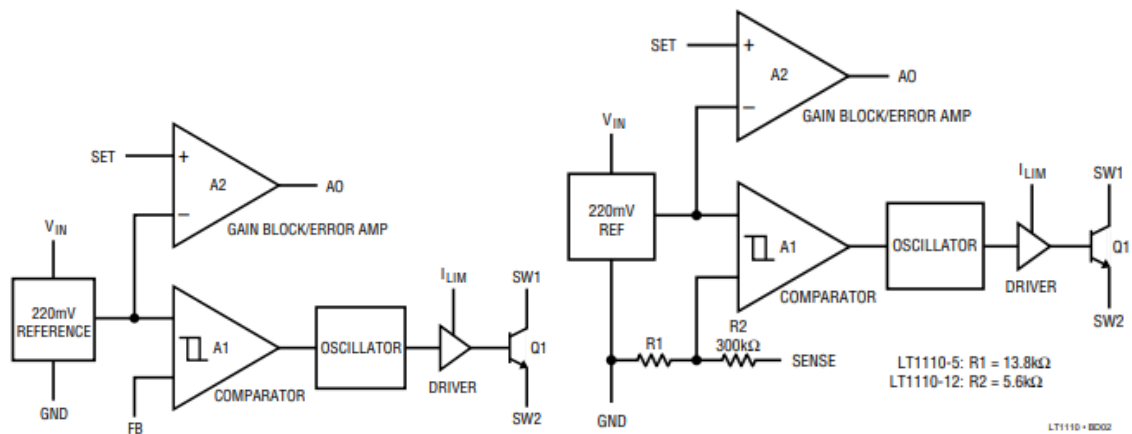 SET
+
A2
−
AO
GAIN BLOCK/ERROR AMP
VIN
220mV
REFERENCE
GND
A1
COMPARATOR
FB
OSCILLATOR
ILIM
DRIVER
SW1
Q1
SW2
SET
+
A2
−
AO
GAIN BLOCK/ERROR AMP
VIN
220mV
REF
A1
COMPARATOR
OSCILLATOR
ILIM
DRIVER
SW1
Q1
SW2
R1
R2
300kΩ
SENSE
GND
LT1110-5: R1 = 13.8kΩ
LT1110-12: R2 = 5.6kΩ
LT1110 • BD02